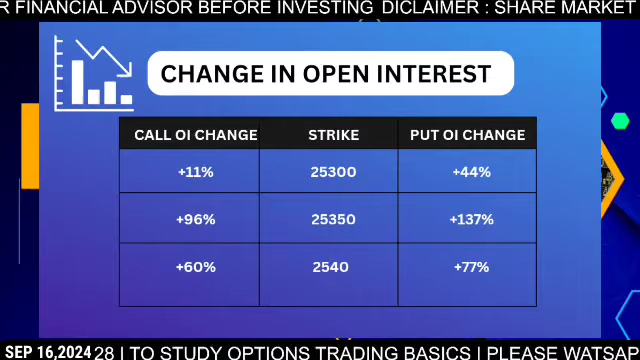 R FINANCIAL ADVISOR BEFORE INVESTING DICLAIMER : SHARE MARKET
CHANGE IN OPEN INTEREST
CALL OI CHANGE STRIKE PUT OI CHANGE
+11% 25300 +44%
+96% 25350 +137%
+60% 2540 +77%
SEP 16,2024 28 | TO STUDY OPTIONS TRADING BASICS | PLEASE WATSAP